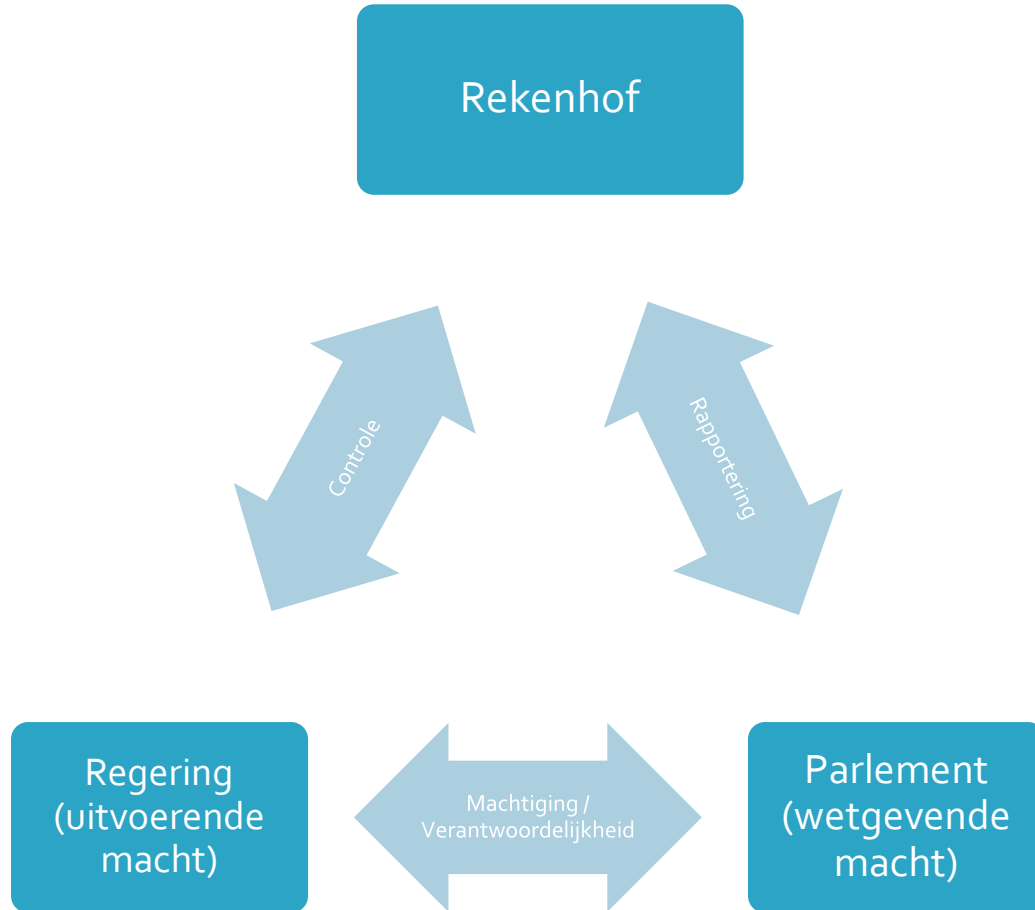 Rekenhof
Controle
Rapportering
Regering
(uitvoerende
macht)
Machtiging /
Verantwoordelijkheid
Parlement
(wetgevende
macht)